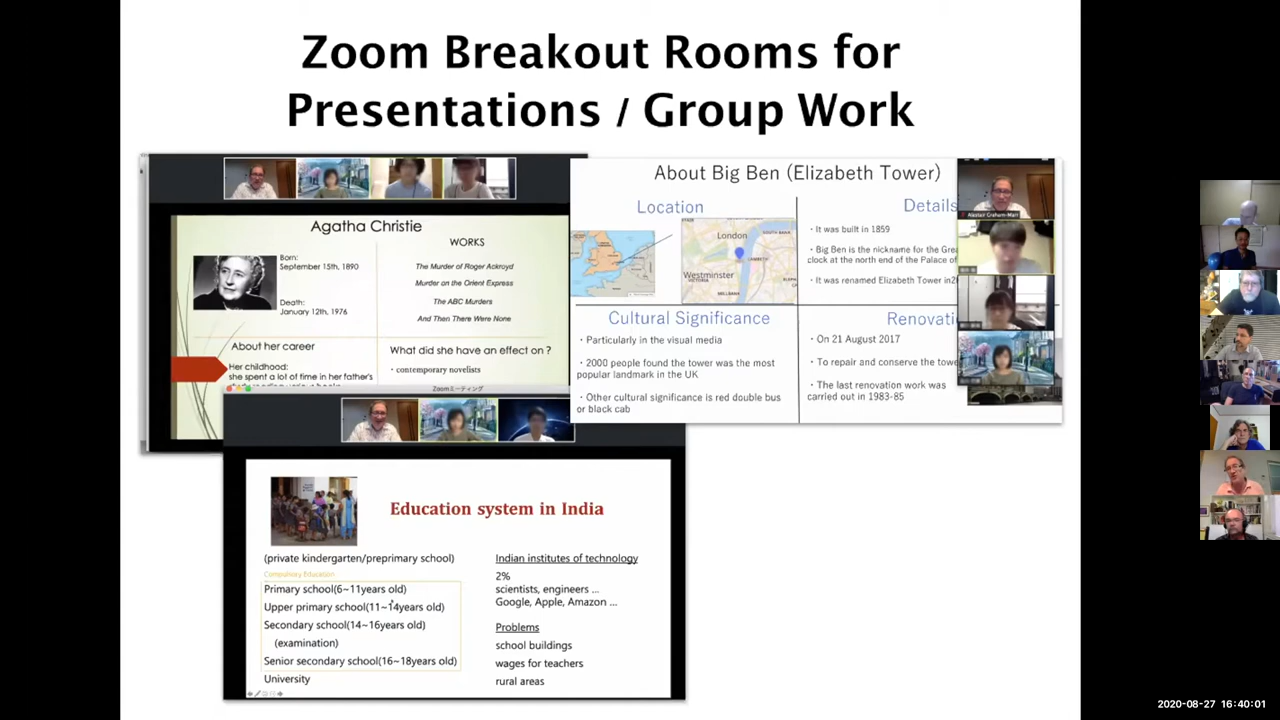 Zoom Breakout Rooms for
Presentations / Group Work
Agatha Christie
Born:
September 15th, 1890
Death:
January 12th, 1976
WORKS
The Murder of Roger Ackroyd
Murder on the Orient Express
The ABC Murders
And Then There Were None
About her career
Her childhood:
she spent a lot of time in her father's
What did she have an effect on ?
・contemporary novelists
About Big Ben (Elizabeth Tower)
Location
London
Westminster
LAMBETH
Details
・It was built in 1859
・Big Ben is the nickname for the Grea
clock at the north end of the Palace of
・It was renamed Elizabeth Tower in2
Cultural Significance
・Particularly in the visual media
・2000 people found the tower was the most
popular landmark in the UK
・Other cultural significance is red double bus
or black cab
Renovati
・On 21 August 2017
・To repair and conserve the towe
・The last renovation work was
carried out in 1983-85
Alastair Graham-Marr
Zoomミーティング
Education system in India
(private kindergarten/preprimary school)
Compulsory Education
Primary school(6~11years old)
Upper primary school(11~14years old)
Secondary school(14~16years old)
(examination)
Senior secondary school(16~18years old)
University
Indian institutes of technology
2%
scientists, engineers ...
Google, Apple, Amazon ...
Problems
school buildings
wages for teachers
rural areas
2020-08-27 16:40:01